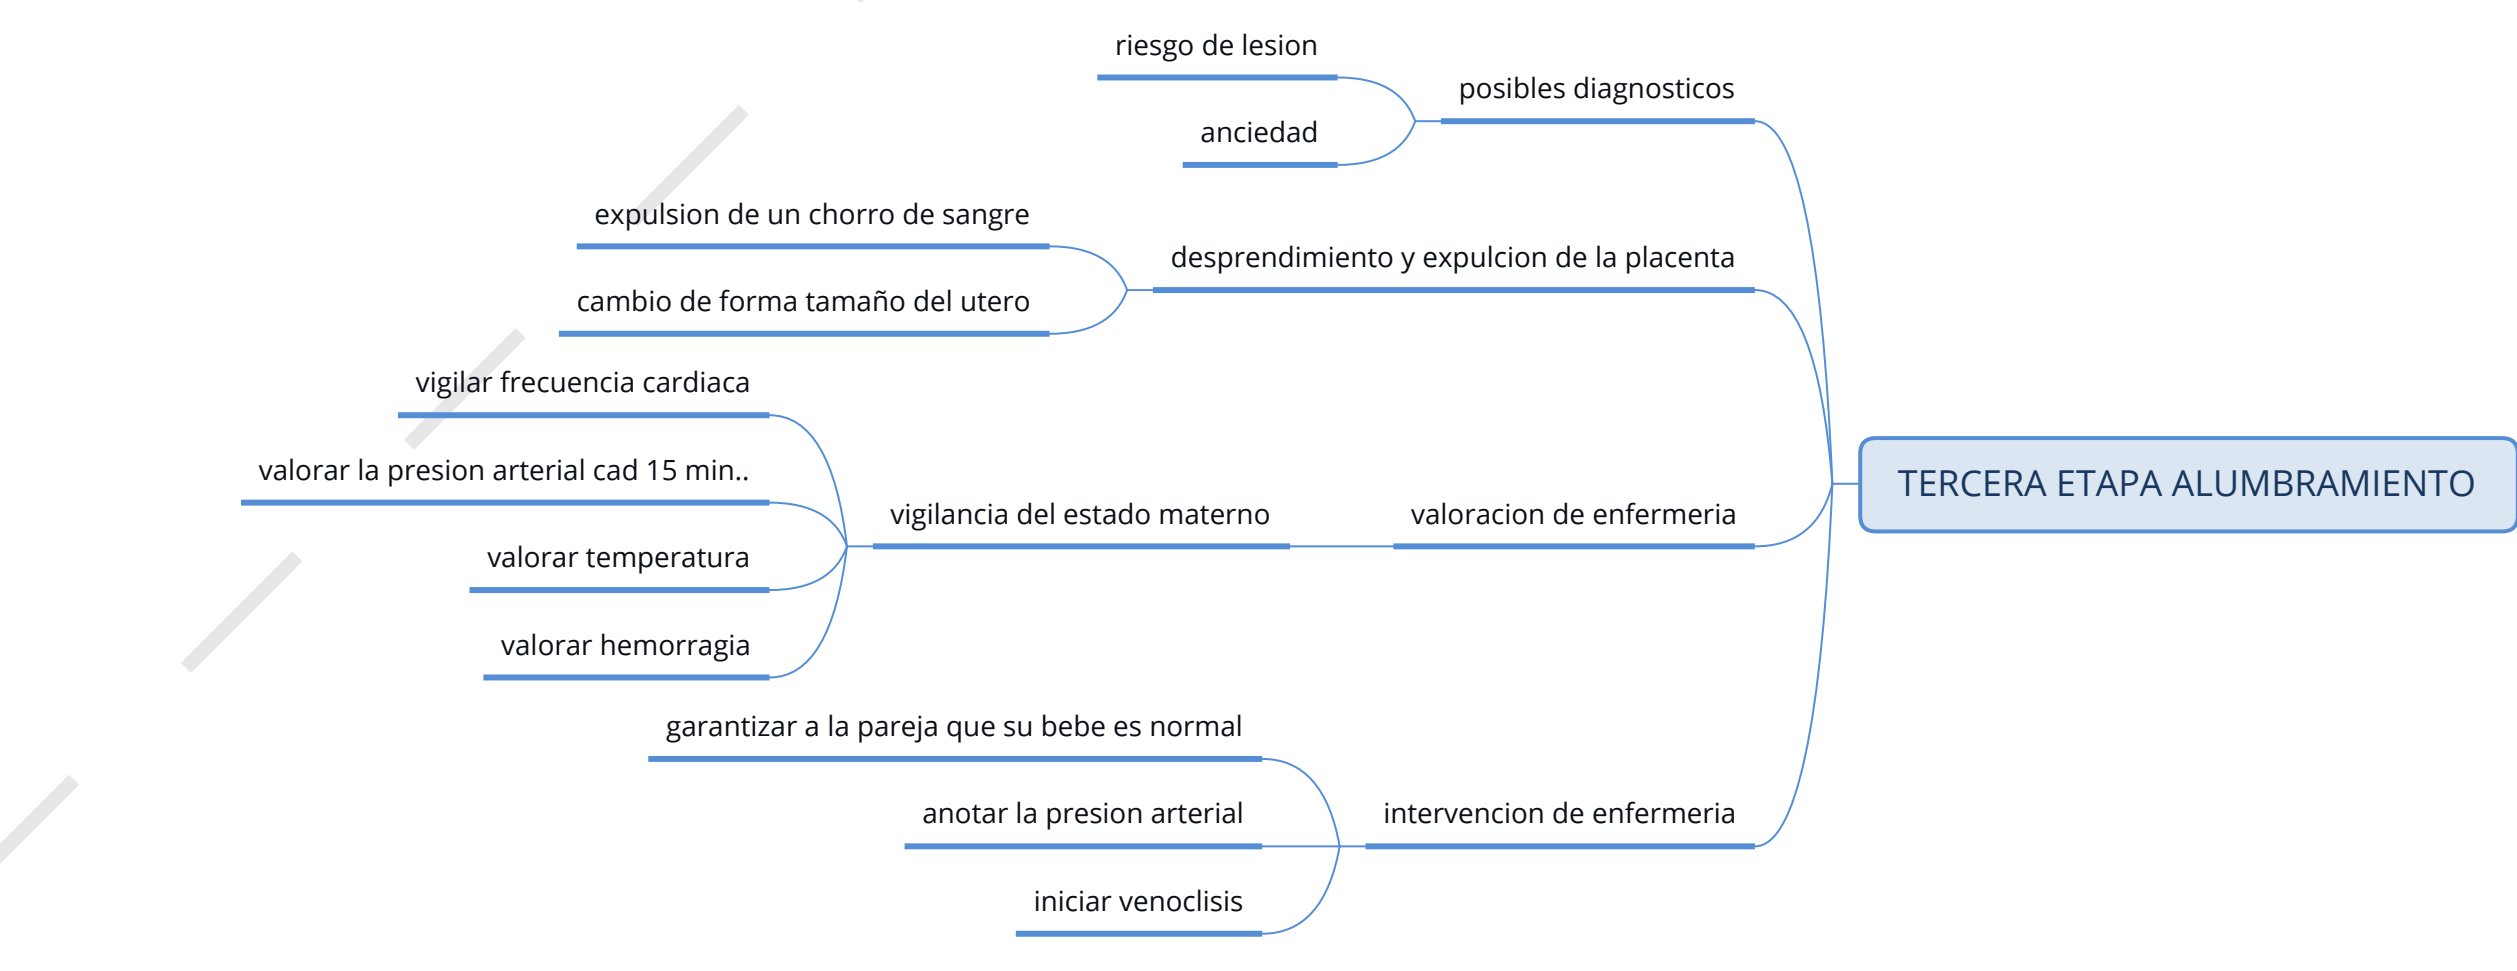 TERCERA ETAPA ALUMBRAMIENTO
posibles diagnosticos
riesgo de lesion
anciedad
desprendimiento y expulcion de la placenta
expulsion de un chorro de sangre
cambio de forma tamaño del utero
valoracion de enfermeria
vigilancia del estado materno
vigilar frecuencia cardiaca
valorar la presion arterial cad 15 min..
valorar temperatura
valorar hemorragia
intervencion de enfermeria
garantizar a la pareja que su bebe es normal
anotar la presion arterial
iniciar venoclisis